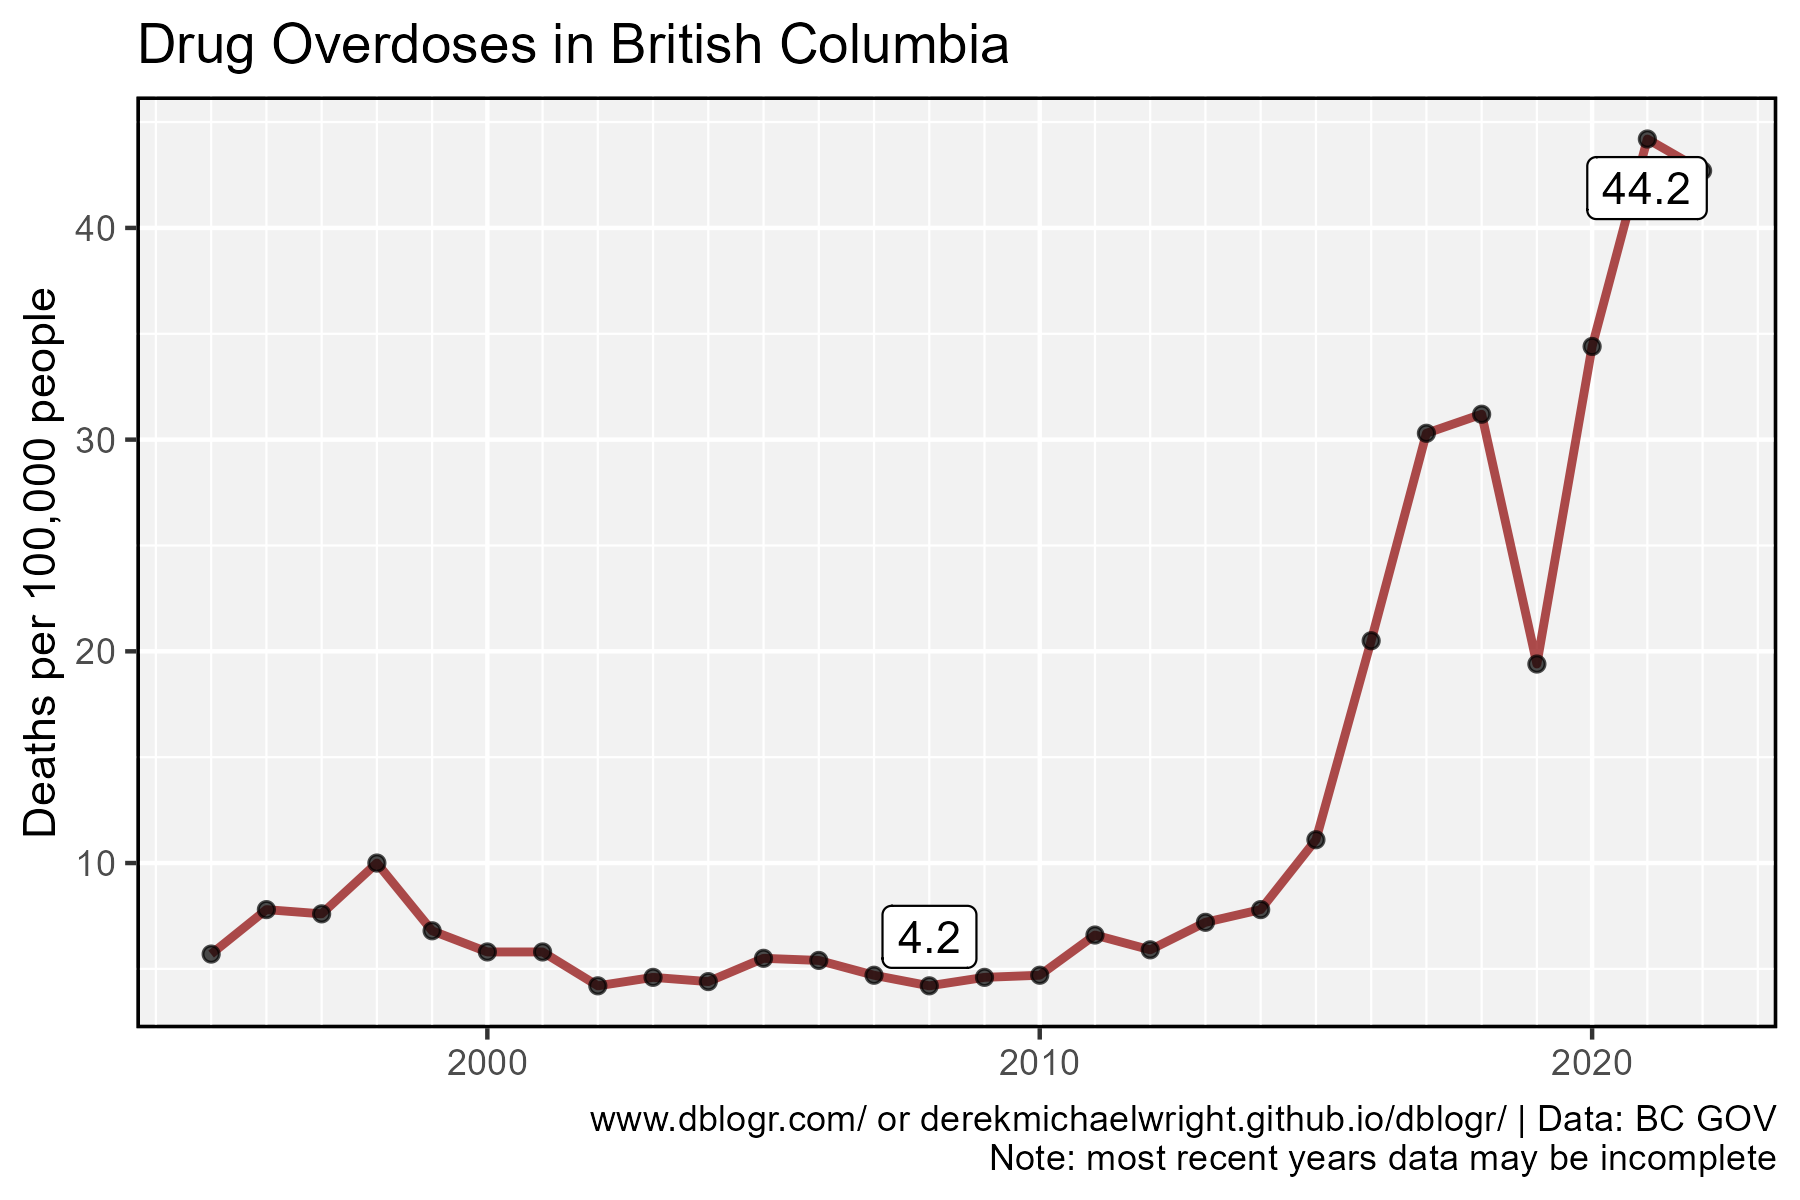 Drug Overdoses in British Columbia
Deaths per 100,000 people
40
30
20
10
44.2
4.2
2000 2010 2020
www.dblogr.com/ or derekmichaelwright.github.io/dblogr/ | Data: BC GOV
Note: most recent years data may be incomplete